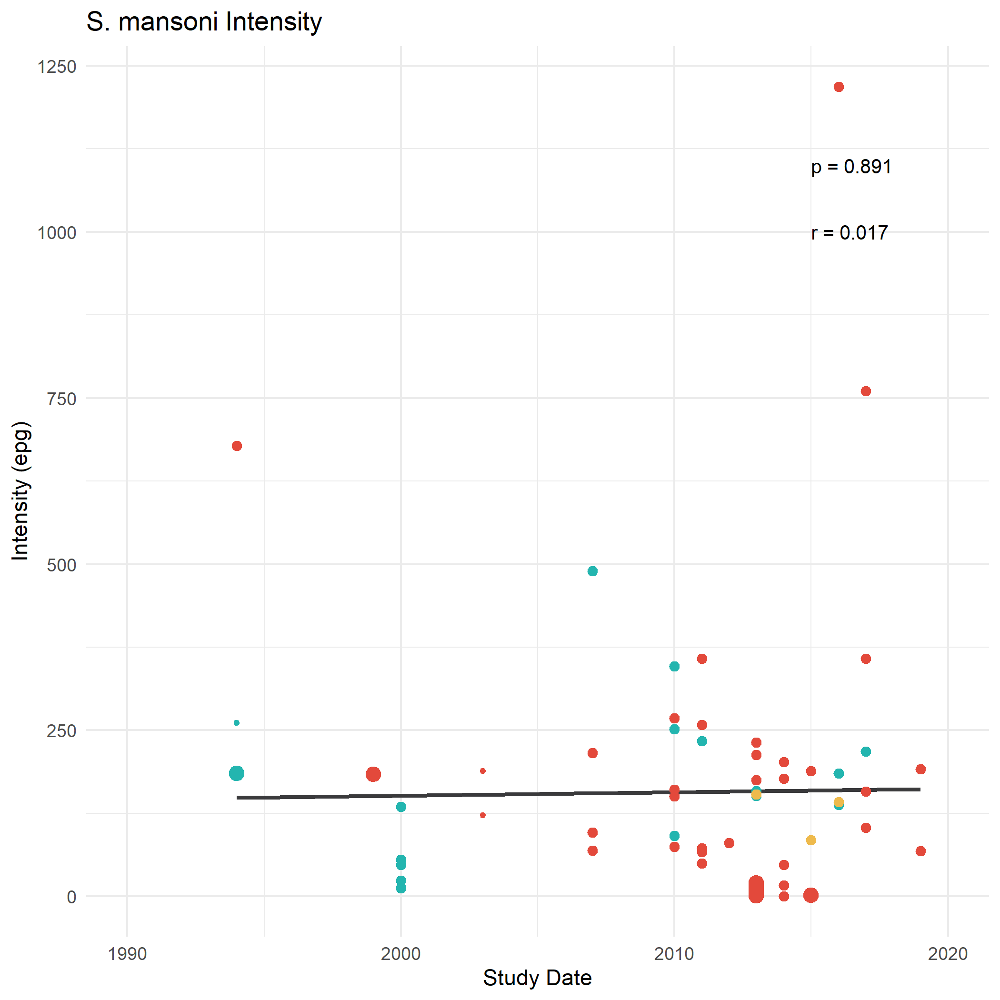 S. mansoni Intensity
1250
1000
750
500
250
0
Intensity (epg)
p = 0.891
r = 0.017
1990
2000
2010
2020
Study Date